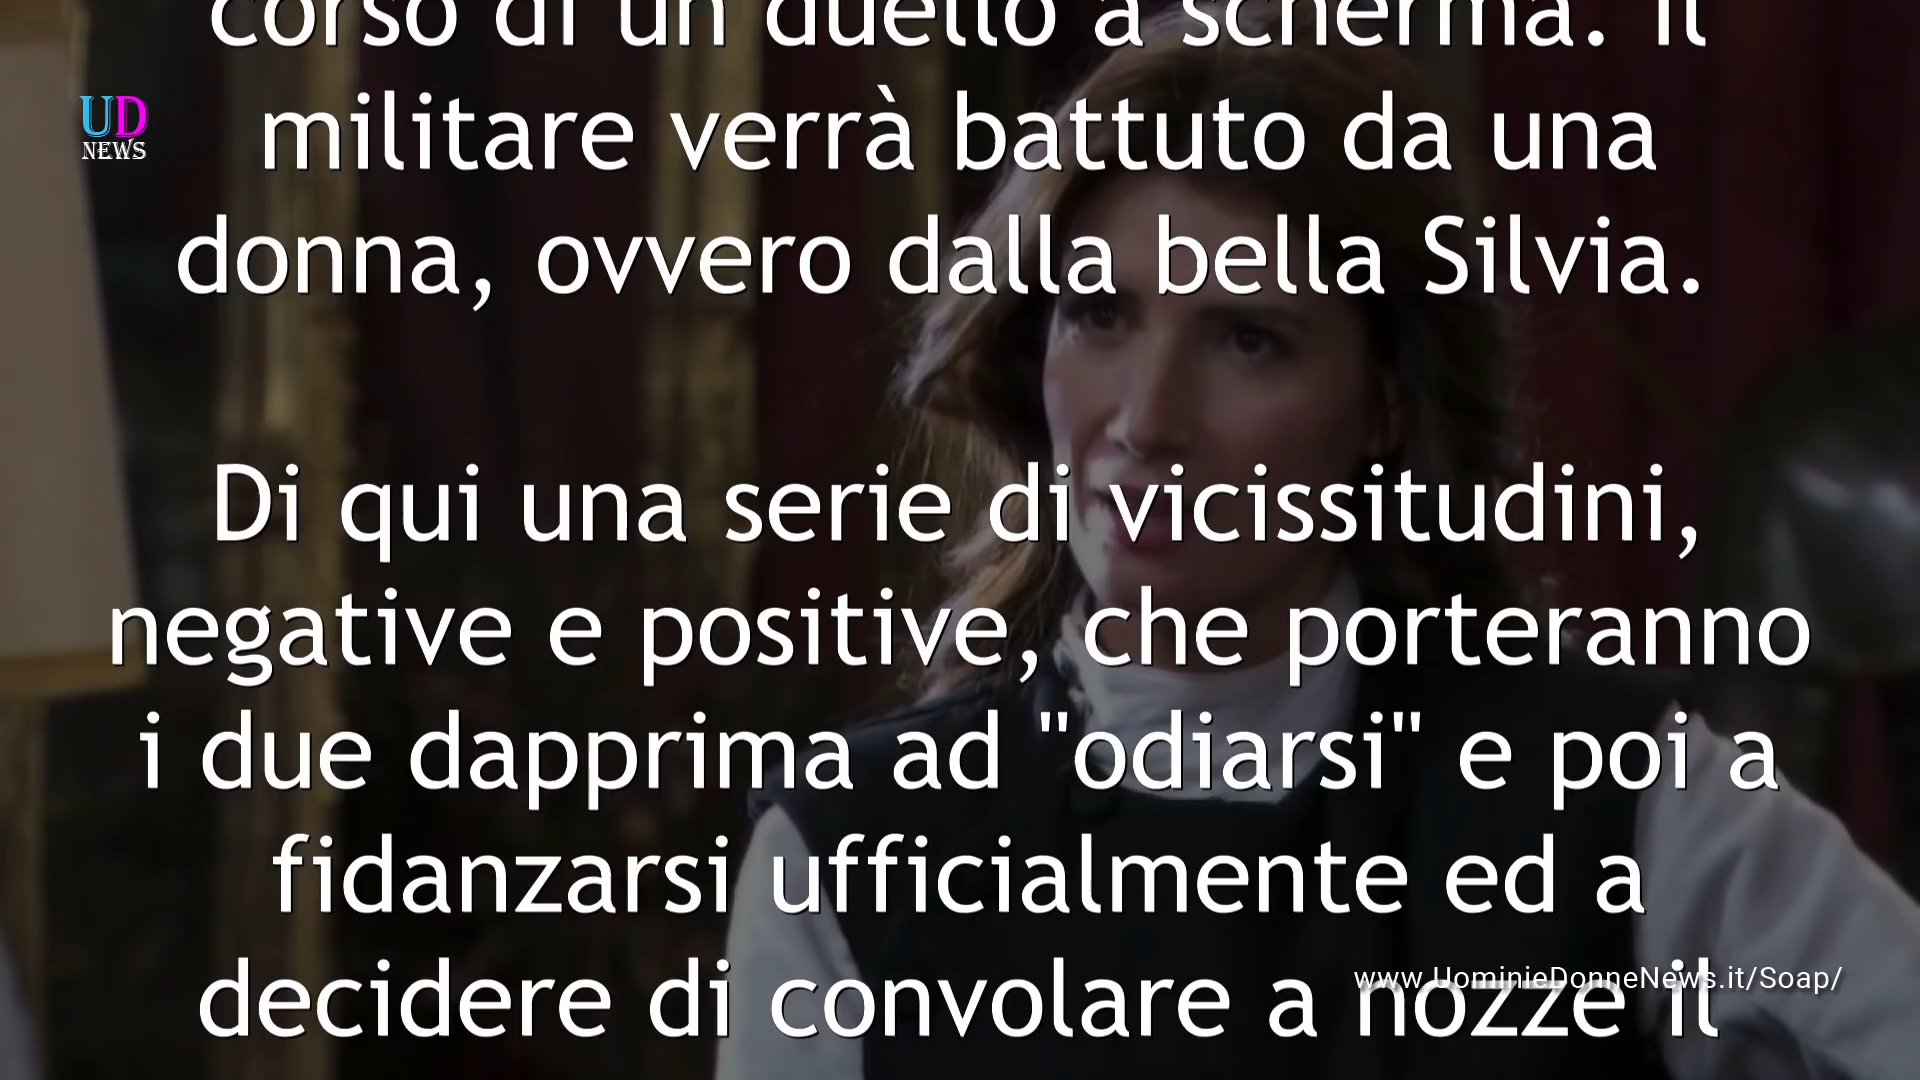 corso di un duello a scherma. Il
militare verrà battuto da una
donna, ovvero dalla bella Silvia.
Di qui una serie di vicissitudini,
negative e positive, che porteranno
i due dapprima ad "odiarsi" e poi a
fidanzarsi ufficialmente ed a
decidere di convolare a nozze il
UD
NEWS
www.UominieDonneNews.it/Soap/